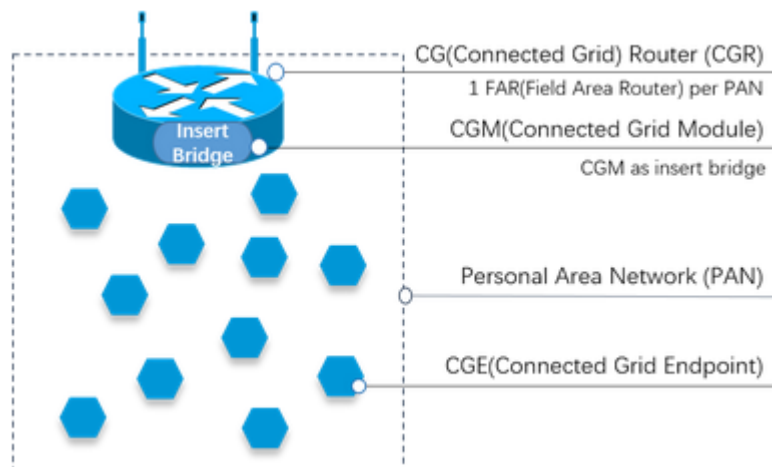 CG(Connected Grid) Router (CGR)
1 FAR(Field Area Router) per PAN
Insert
Bridge
CGM(Connected Grid Module)
CGM as insert bridge
Personal Area Network (PAN)
CGE(Connected Grid Endpoint)